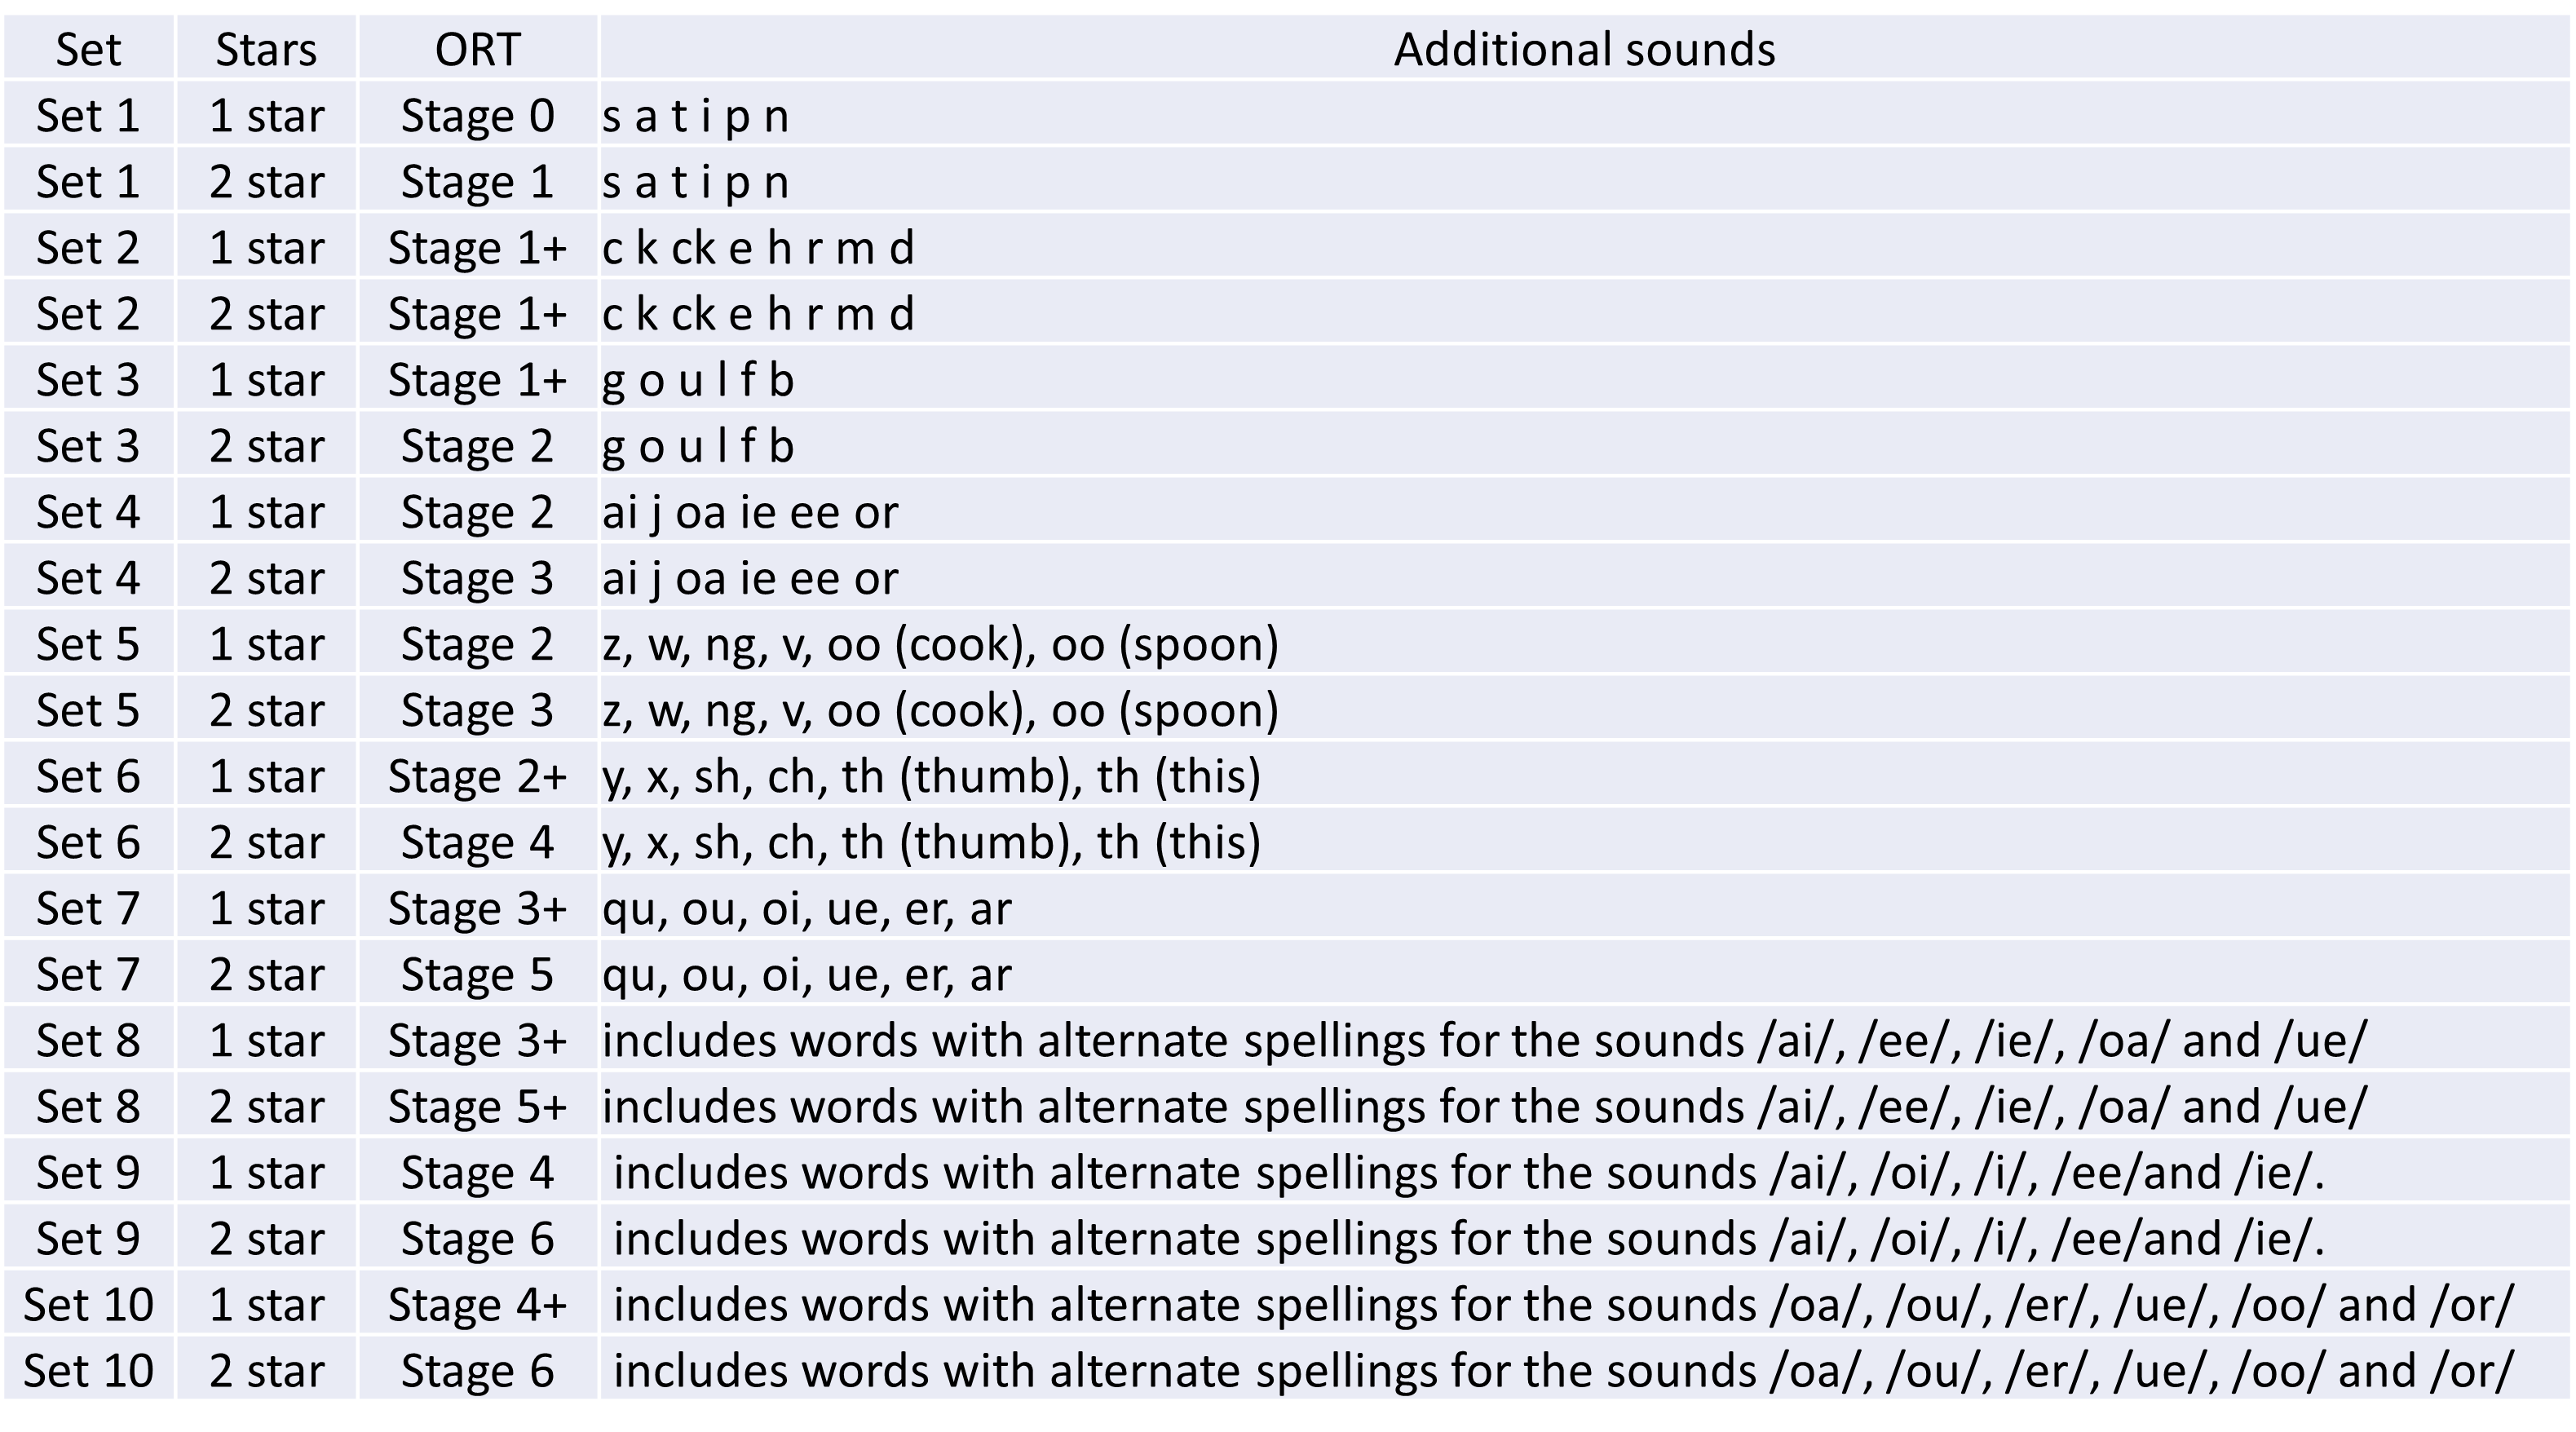 Set Stars ORT Additional sounds
Set 1 1 star Stage 0 s a t i p n
Set 1 2 star Stage 1 s a t i p n
Set 2 1 star Stage 1+ c k ck e h r m d
Set 2 2 star Stage 1+ c k ck e h r m d
Set 3 1 star Stage 1+ g o u l f b
Set 3 2 star Stage 2 g o u l f b
Set 4 1 star Stage 2 ai j oa ie ee or
Set 4 2 star Stage 3 ai j oa ie ee or
Set 5 1 star Stage 2 z, w, ng, v, oo (cook), oo (spoon)
Set 5 2 star Stage 3 z, w, ng, v, oo (cook), oo (spoon)
Set 6 1 star Stage 2+ y, x, sh, ch, th (thumb), th (this)
Set 6 2 star Stage 4 y, x, sh, ch, th (thumb), th (this)
Set 7 1 star Stage 3+ qu, ou, oi, ue, er, ar
Set 7 2 star Stage 5 qu, ou, oi, ue, er, ar
Set 8 1 star Stage 3+ includes words with alternate spellings for the sounds /ai/, /ee/, /ie/, /oa/ and /ue/
Set 8 2 star Stage 5+ includes words with alternate spellings for the sounds /ai/, /ee/, /ie/, /oa/ and /ue/
Set 9 1 star Stage 4 includes words with alternate spellings for the sounds /ai/, /oi/, /i/, /ee/and /ie/.
Set 9 2 star Stage 6 includes words with alternate spellings for the sounds /ai/, /oi/, /i/, /ee/and /ie/.
Set 10 1 star Stage 4+ includes words with alternate spellings for the sounds /oa/, /ou/, /er/, /ue/, /oo/ and /or/
Set 10 2 star Stage 6 includes words with alternate spellings for the sounds /oa/, /ou/, /er/, /ue/, /oo/ and /or/